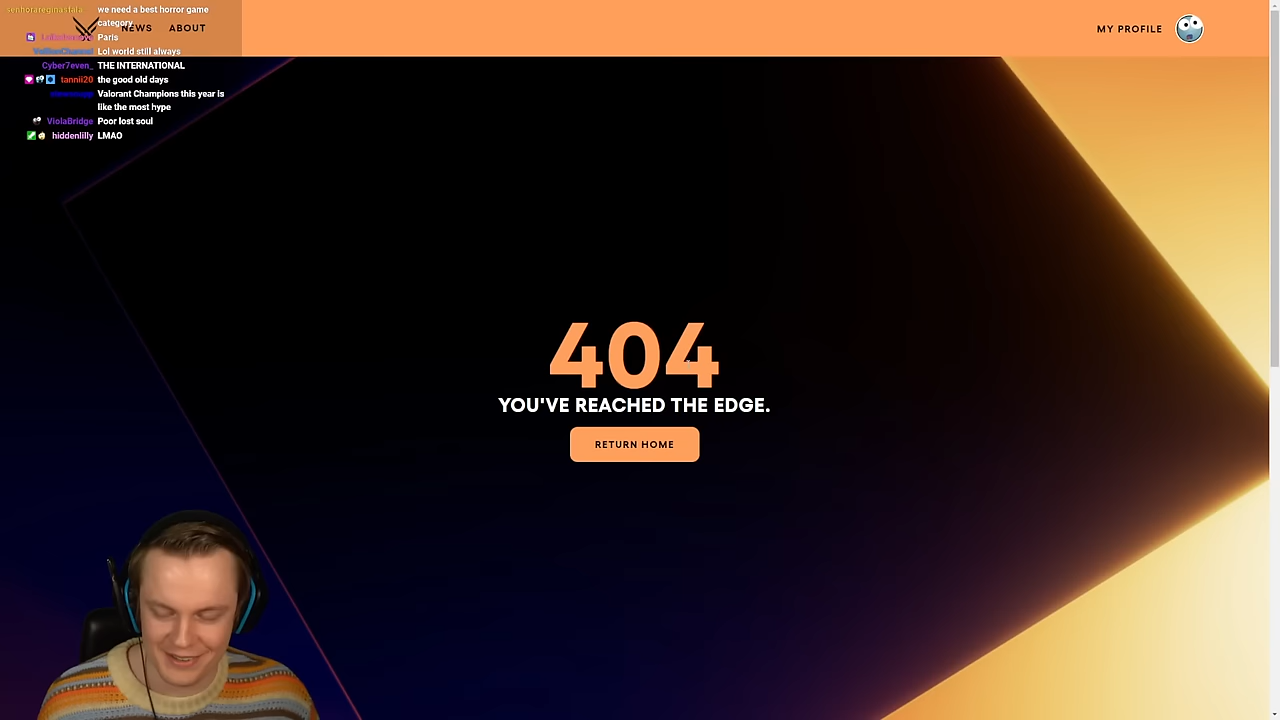 senhorareginasfala we need a best horror game
category
NEWS ABOUT
MY PROFILE
Paris
Lol world still always
Cyber7even_ THE INTERNATIONAL
tannii20 the good old days
Valorant Champions this year is
like the most hype
ViolaBridge Poor lost soul
hiddenlilly LMAO
404
YOU'VE REACHED THE EDGE.
RETURN HOME